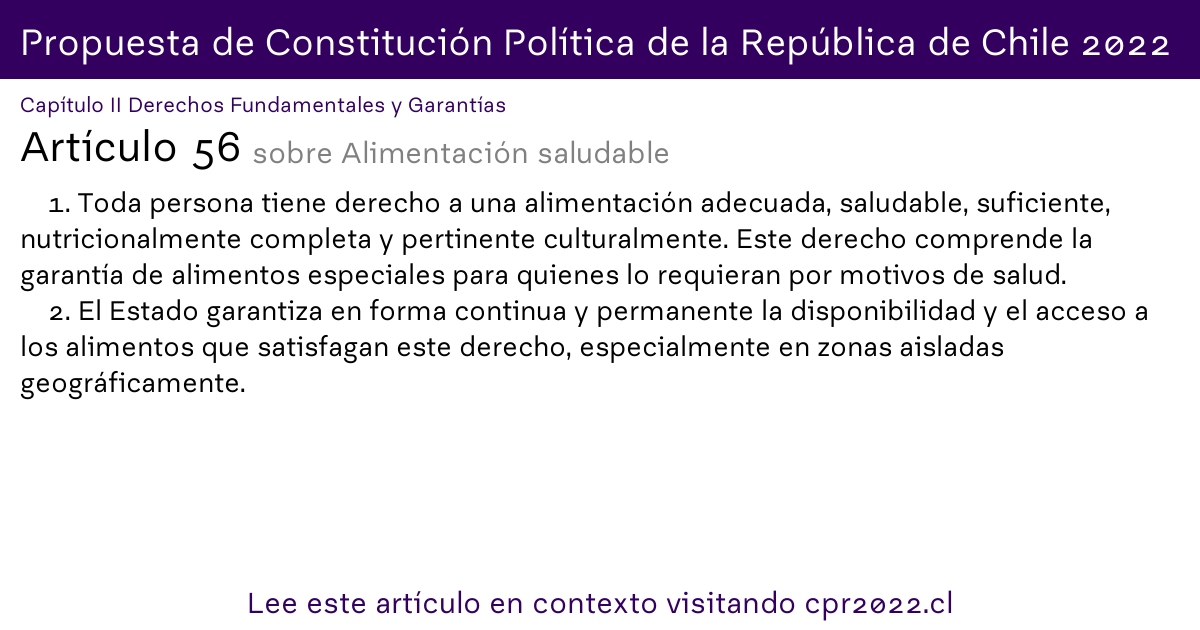 Propuesta de Constitución Política de la República de Chile 2022
Capítulo II Derechos Fundamentales y Garantías
Artículo 56 sobre Alimentación saludable
1. Toda persona tiene derecho a una alimentación adecuada, saludable, suficiente,
nutricionalmente completa y pertinente culturalmente. Este derecho comprende la
garantía de alimentos especiales para quienes lo requieran por motivos de salud.
2. El Estado garantiza en forma continua y permanente la disponibilidad y el acceso a
los alimentos que satisfagan este derecho, especialmente en zonas aisladas
geográficamente.
Lee este artículo en contexto visitando cpr2022.cl